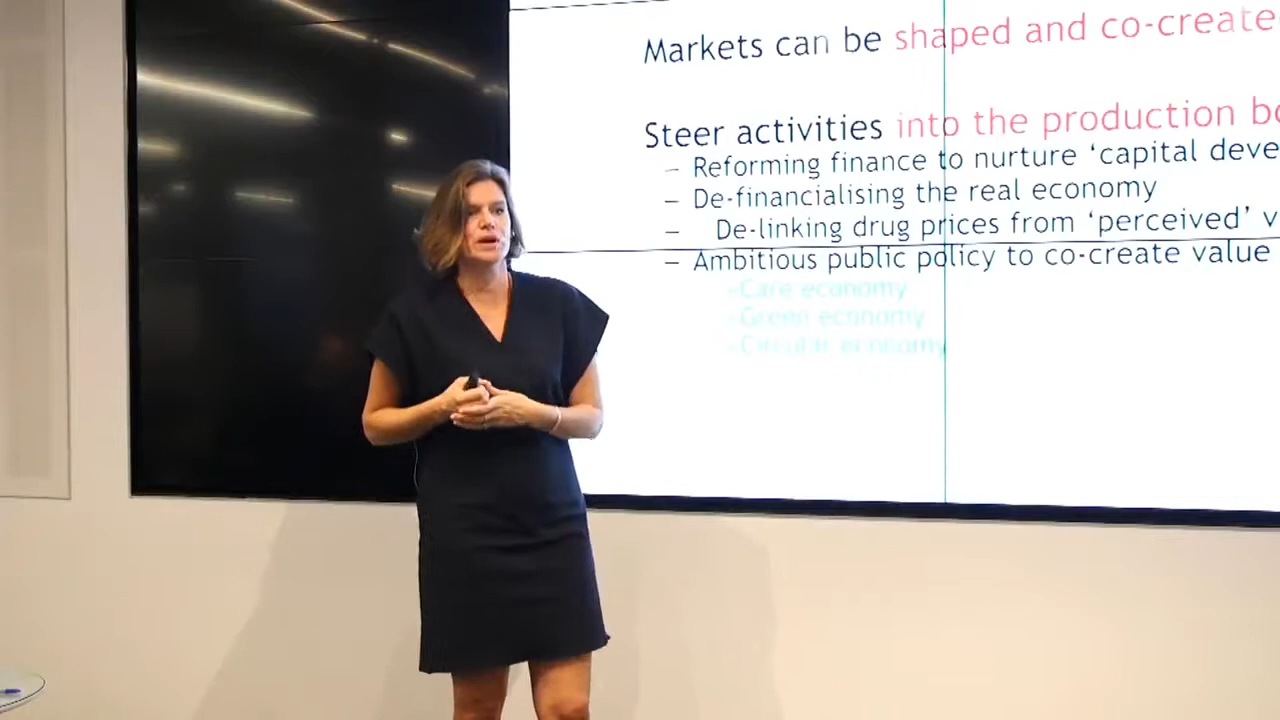 Markets can be shaped and co-create
Steer activities into the production bo
– Reforming finance to nurture ‘capital deve
– De-financialising the real economy
– De-linking drug prices from ‘perceived’ v
– Ambitious public policy to co-create value
-Care economy
-Green economy
-Circular economy